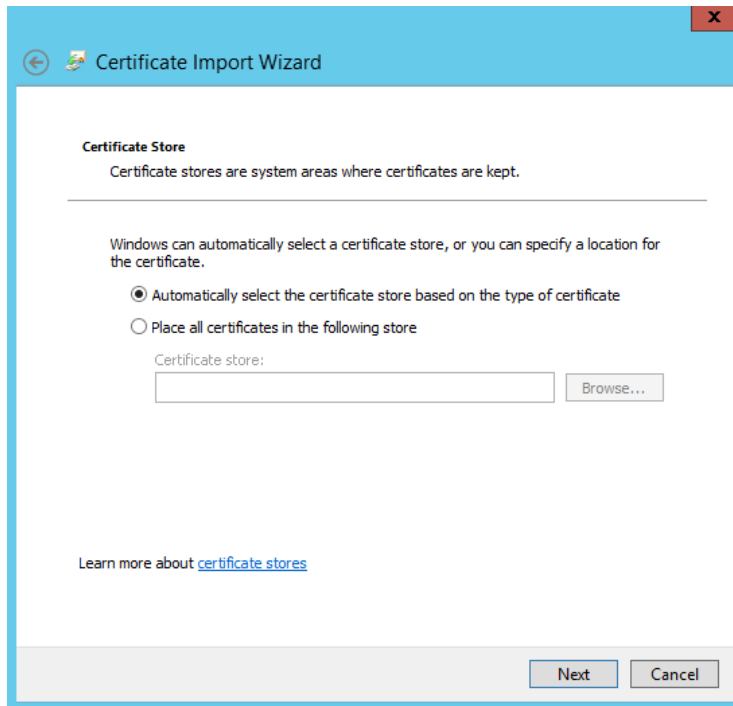 x
Certificate Import Wizard
Certificate Store
Certificate stores are system areas where certificates are kept.
Windows can automatically select a certificate store, or you can specify a location for
the certificate.
Automatically select the certificate store based on the type of certificate
Place all certificates in the following store
Certificate store:
Browse...
Learn more about certificate stores
Next Cancel